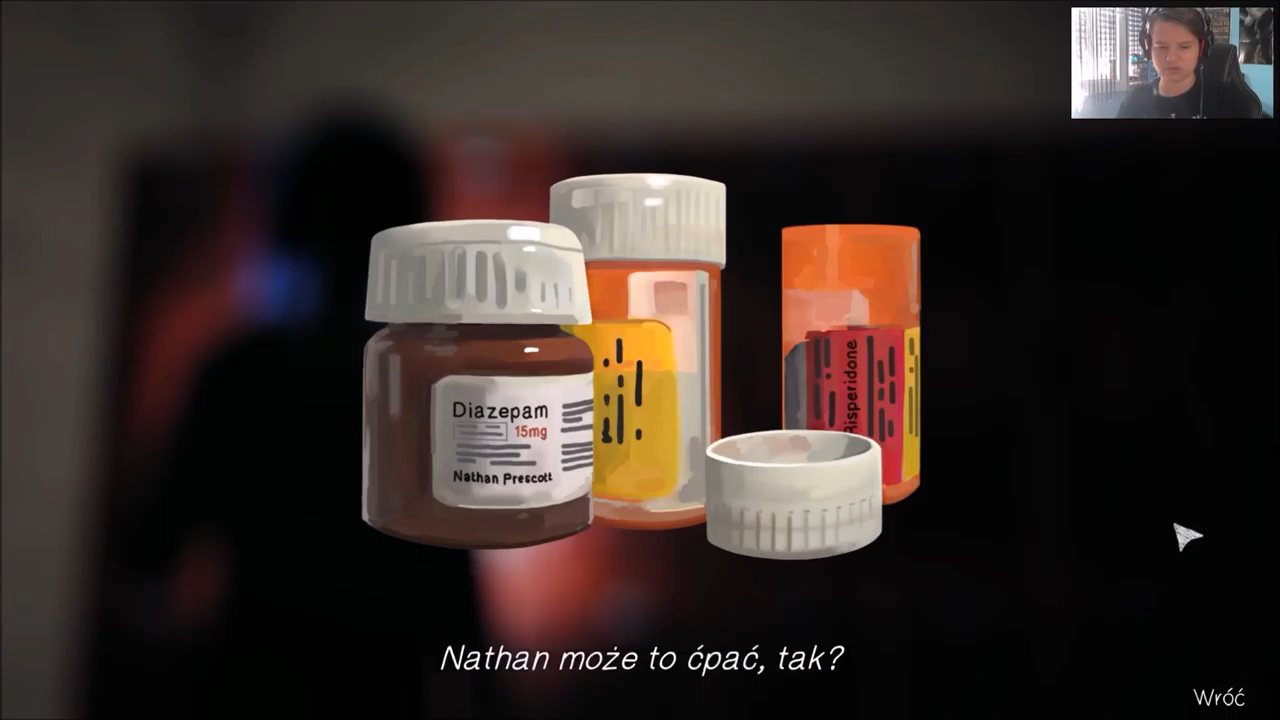 Diazepam
15mg
Nathan Prescott
Risperidone
Nathan może to ćpać, tak?
Wróć